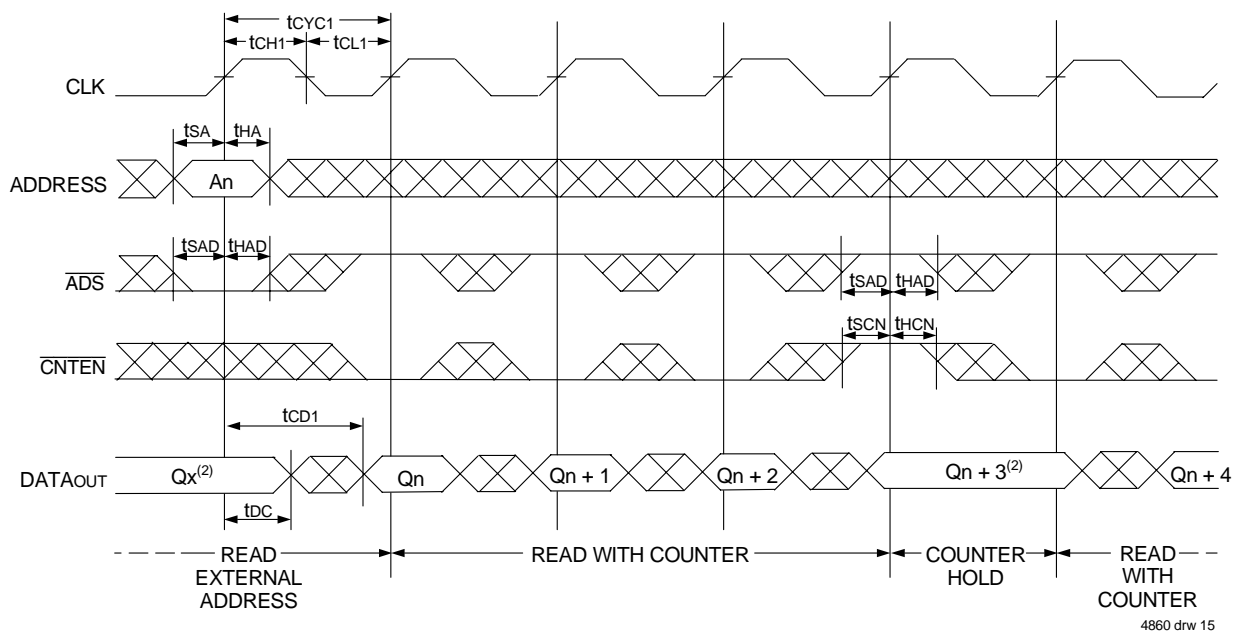 tCYC1
tCH1 tCL1
CLK
tSA tHA
ADDRESS An
tSAD tHAD
ADS
tSAD tHAD
tSCN tHCN
CNTEN
tCD1
DATAOUT Qx(2) Qn Qn + 1 Qn + 2 Qn + 3(2) Qn + 4
tDC
READ EXTERNAL ADDRESS
READ WITH COUNTER
COUNTER HOLD
READ WITH COUNTER
4860 drw 15